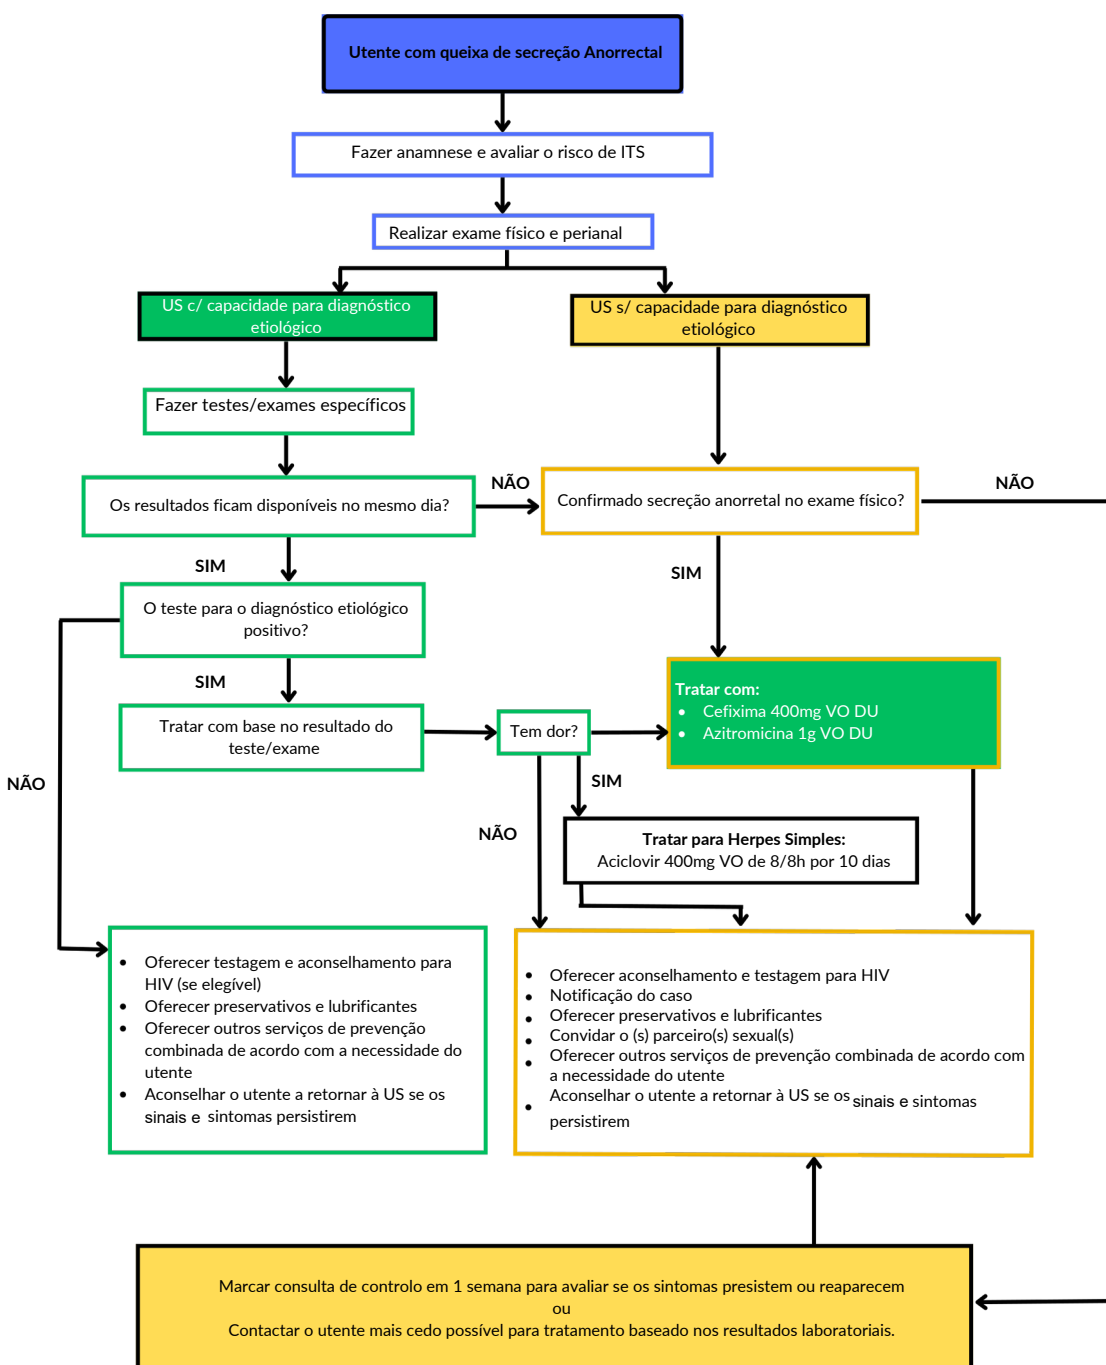 Utente com queixa de secreção Anorrectal
Fazer anamnese e avaliar o risco de ITS
Realizar exame físico e perianal
US c/ capacidade para diagnóstico
etiológico
US s/ capacidade para diagnóstico
etiológico
Fazer testes/exames específicos
Os resultados ficam disponíveis no mesmo dia?
NÃO
Confirmado secreção anorretal no exame físico?
NÃO
SIM
SIM
O teste para o diagnóstico etiológico
positivo?
SIM
Tratar com base no resultado do
teste/exame
Tem dor?
Tratar com:
• Cefixima 400mg VO DU
• Azitromicina 1g VO DU
NÃO
SIM
NÃO
Tratar para Herpes Simples:
Aciclovir 400mg VO de 8/8h por 10 dias
• Oferecer testagem e aconselhamento para
HIV (se elegível)
• Oferecer preservativos e lubrificantes
• Oferecer outros serviços de prevenção
combinada de acordo com a necessidade do
utente
• Aconselhar o utente a retornar à US se os
sinais e sintomas persistirem
• Oferecer aconselhamento e testagem para HIV
• Notificação do caso
• Oferecer preservativos e lubrificantes
• Convidar o (s) parceiro(s) sexual(s)
• Oferecer outros serviços de prevenção combinada de acordo com
a necessidade do utente
• Aconselhar o utente a retornar à US se os sinais e sintomas
persistirem
Marcar consulta de controlo em 1 semana para avaliar se os sintomas presistem ou reaparecem
ou
Contactar o utente mais cedo possível para tratamento baseado nos resultados laboratoriais.